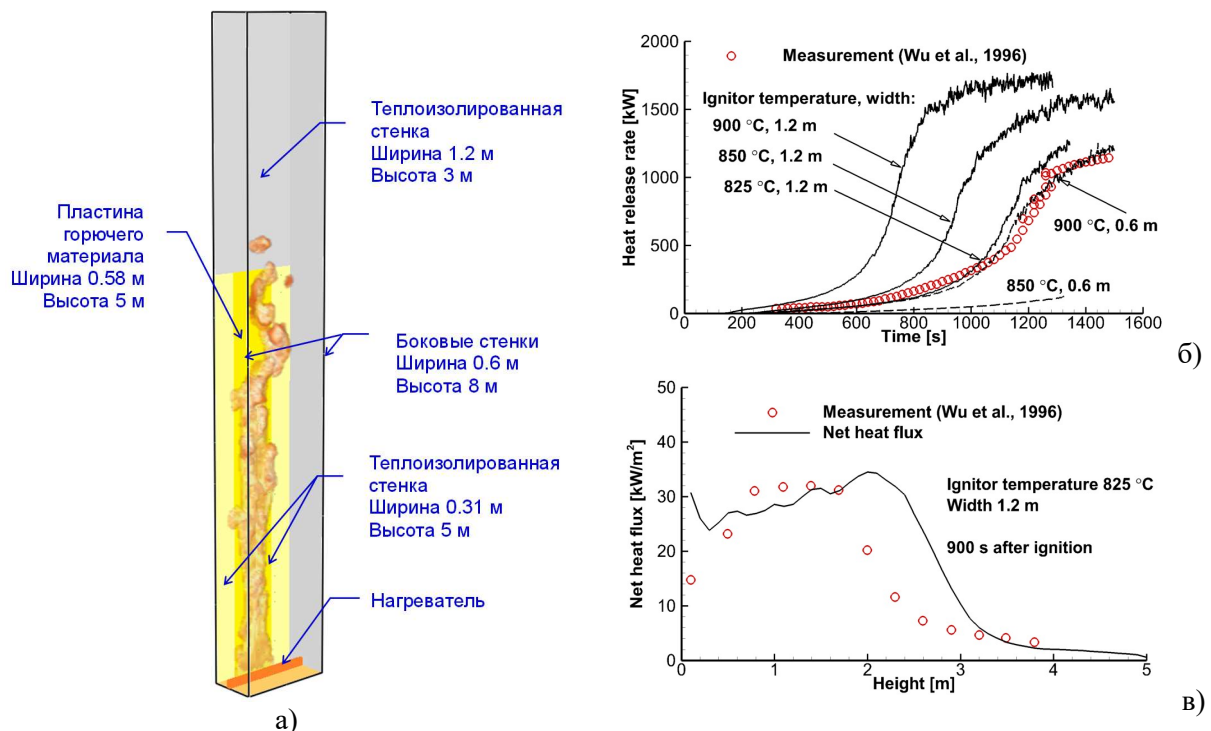 Теплоизолированная
стенка
Ширина 1.2 м
Высота 3 м
Пластина
горючего
материала
Ширина 0.58 м
Высота 5 м
Боковые стенки
Ширина 0.6 м
Высота 8 м
Теплоизолированная
стенка
Ширина 0.31 м
Высота 5 м
Нагреватель
а)
Heat release rate [kW]
2000
1500
1000
500
0
Measurement (Wu et al., 1996)
Ignitor temperature, width:
900 °C, 1.2 m
850 °C, 1.2 m
825 °C, 1.2 m
900 °C, 0.6 m
850 °C, 0.6 m
0 200 400 600 800 1000 1200 1400 1600
Time [s]
б)
Net heat flux [kW/m²]
50
40
30
20
10
0
Measurement (Wu et al., 1996)
Net heat flux
Ignitor temperature 825 °C
Width 1.2 m
900 s after ignition
0 1 2 3 4 5
Height [m]
в)